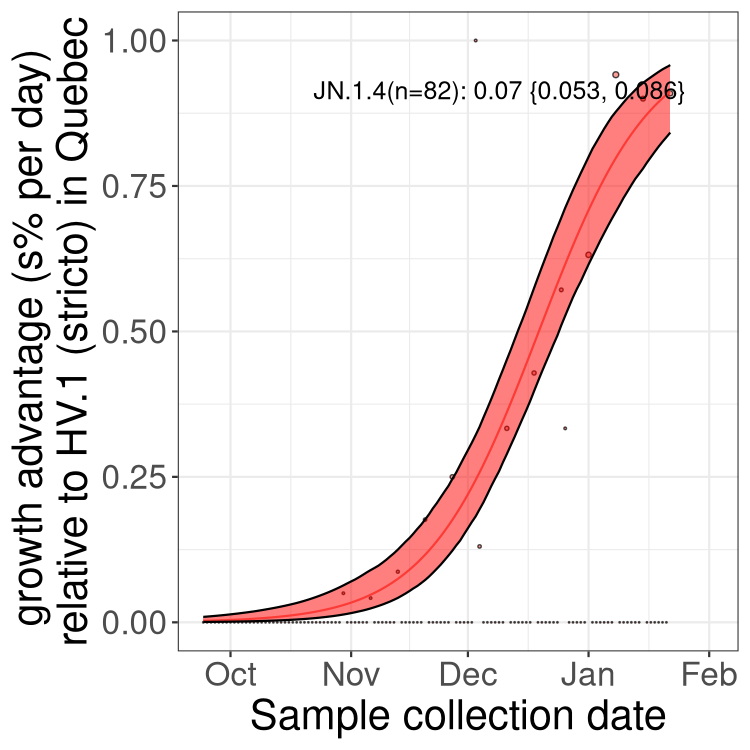 growth advantage (s% per day)
relative to HV.1 (stricto) in Quebec
1.00
0.75
0.50
0.25
0.00
JN.1.4(n=82): 0.07 {0.053, 0.086}
Oct Nov Dec Jan Feb
Sample collection date